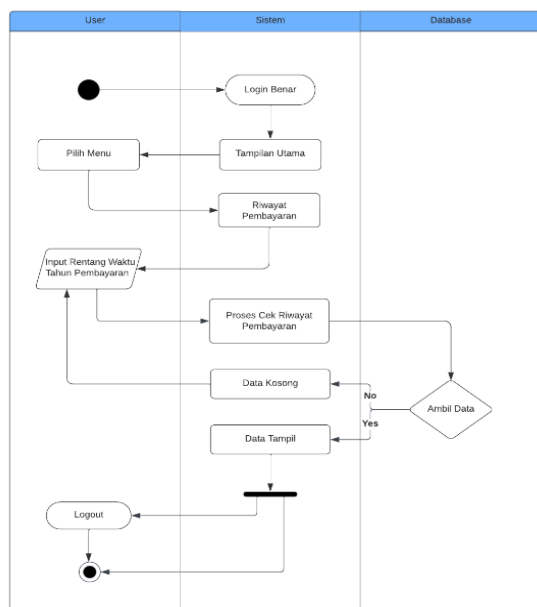 User
Sistem
Database
Login Benar
Pilih Menu
Tampilan Utama
Riwayat
Pembayaran
Input Rentang Waktu
Tahun Pembayaran
Proses Cek Riwayat
Pembayaran
Data Kosong
No
Ambil Data
Yes
Data Tampil
Logout